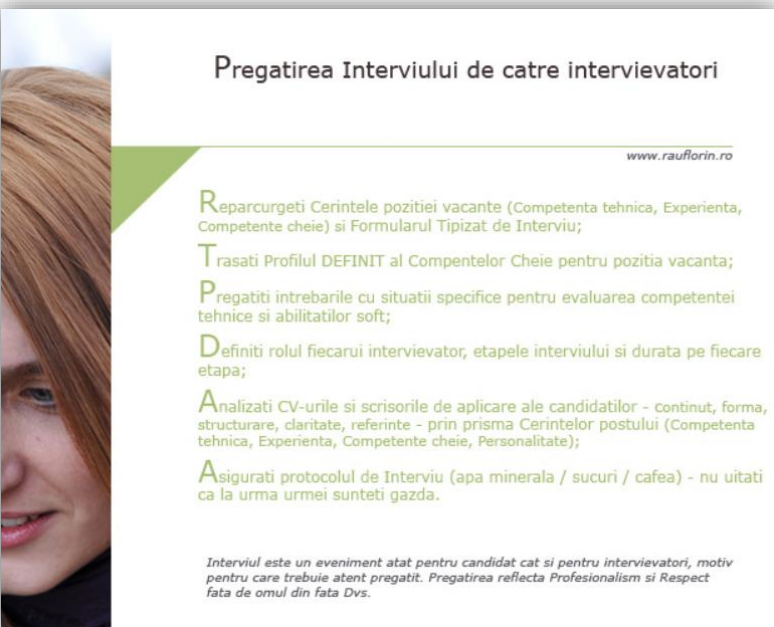 Pregatirea Interviului de catre intervievatori
www.rauflorin.ro
Reparcurgeti Cerintele pozitiei vacante (Competenta tehnica, Experienta,
Competente cheie) si Formularul Tipizat de Interviu;
Trasati Profilul DEFINIT al Compentelor Cheie pentru pozitia vacanta;
Pregatiti intrebarile cu situatii specifice pentru evaluarea competentei
tehnice si abilitatilor soft;
Definiti rolul fiecarui intervievator, etapele interviului si durata pe fiecare
etapa;
Analizati CV-urile si scrisorile de aplicare ale candidatilor - continut, forma,
structurare, claritate, referinte - prin prisma Cerintelor postului (Competenta
tehnica, Experienta, Competente cheie, Personalitate);
Asigurati protocolul de Interviu (apa minerala / sucuri / cafea) - nu uitati
ca la urma urmei sunteti gazda.
Interviul este un eveniment atat pentru candidat cat si pentru intervievatori, motiv
pentru care trebuie atent pregatit. Pregatirea reflecta Profesionalism si Respect
fata de omul din fata Dvs.